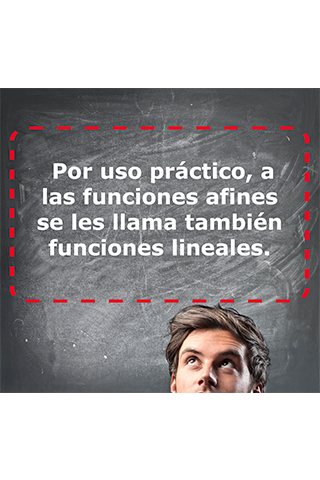 Por uso práctico, a
las funciones afines
se les llama también
funciones lineales.